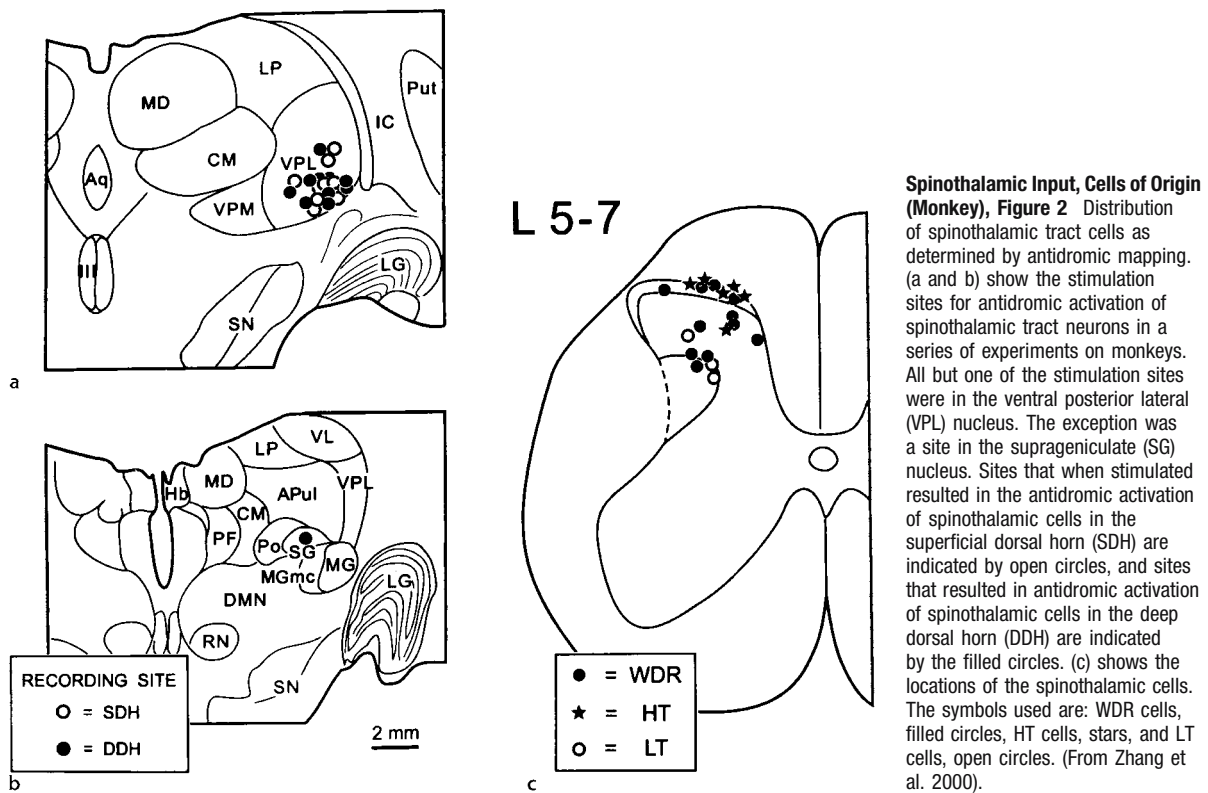 MD
LP
Put
IC
CM
VPL
Aq
VPM
III
LG
SN
a
LP
VL
Hb
MD
VPL
APul
CM
PF
Po
SG
MG
MGmc
LG
DMN
RN
SN
RECORDING SITE
= SDH
= DDH
2 mm
b
L 5-7
= WDR
= HT
= LT
c
Spinothalamic Input, Cells of Origin
(Monkey), Figure 2 Distribution
of spinothalamic tract cells as
determined by antidromic mapping.
(a and b) show the stimulation
sites for antidromic activation of
spinothalamic tract neurons in a
series of experiments on monkeys.
All but one of the stimulation sites
were in the ventral posterior lateral
(VPL) nucleus. The exception was
a site in the suprageniculate (SG)
nucleus. Sites that when stimulated
resulted in the antidromic activation
of spinothalamic cells in the
superficial dorsal horn (SDH) are
indicated by open circles, and sites
that resulted in antidromic activation
of spinothalamic cells in the deep
dorsal horn (DDH) are indicated
by the filled circles. (c) shows the
locations of the spinothalamic cells.
The symbols used are: WDR cells,
filled circles, HT cells, stars, and LT
cells, open circles. (From Zhang et
al. 2000).